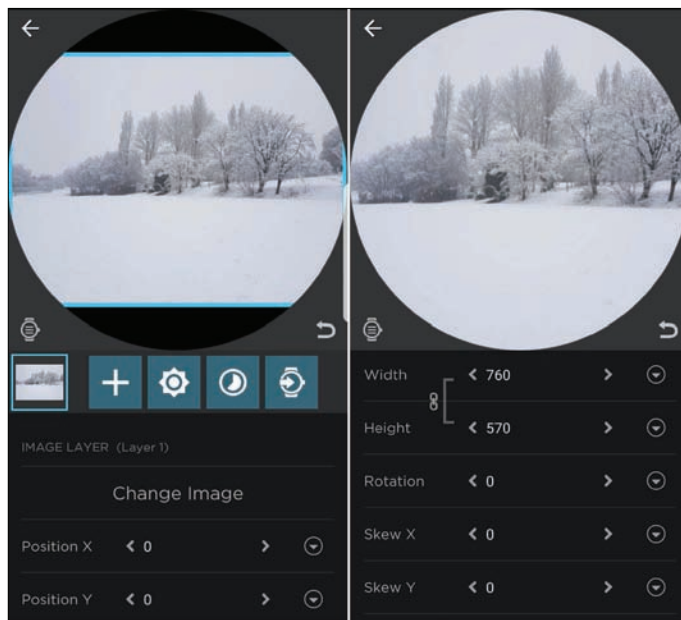 IMAGE LAYER (Layer 1)
Change Image
Position X 0
Position Y 0
Width 760
Height 570
Rotation 0
Skew X 0
Skew Y 0